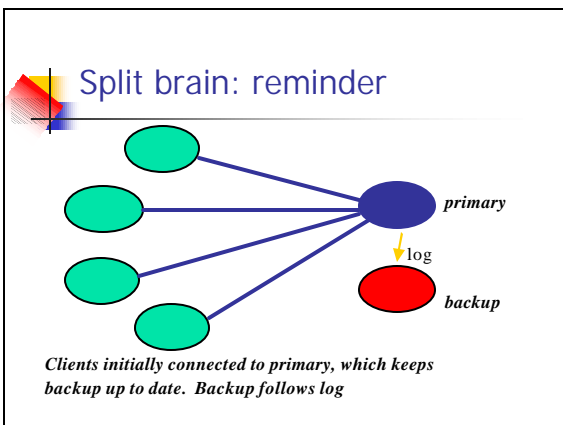 Split brain: reminder
primary
log
backup
Clients initially connected to primary, which keeps
backup up to date.  Backup follows log